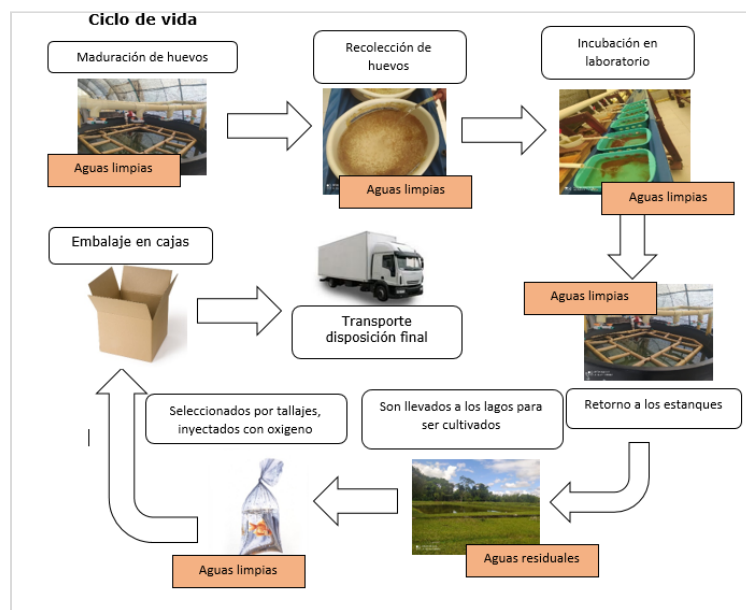 Ciclo de vida
Maduración de huevos
Aguas limpias
Recolección de
huevos
Aguas limpias
Incubación en
laboratorio
Aguas limpias
Aguas limpias
Retorno a los estanques
Son llevados a los lagos para
ser cultivados
Aguas residuales
Seleccionados por tallajes,
inyectados con oxigeno
Aguas limpias
Embalaje en cajas
Transporte
disposición final